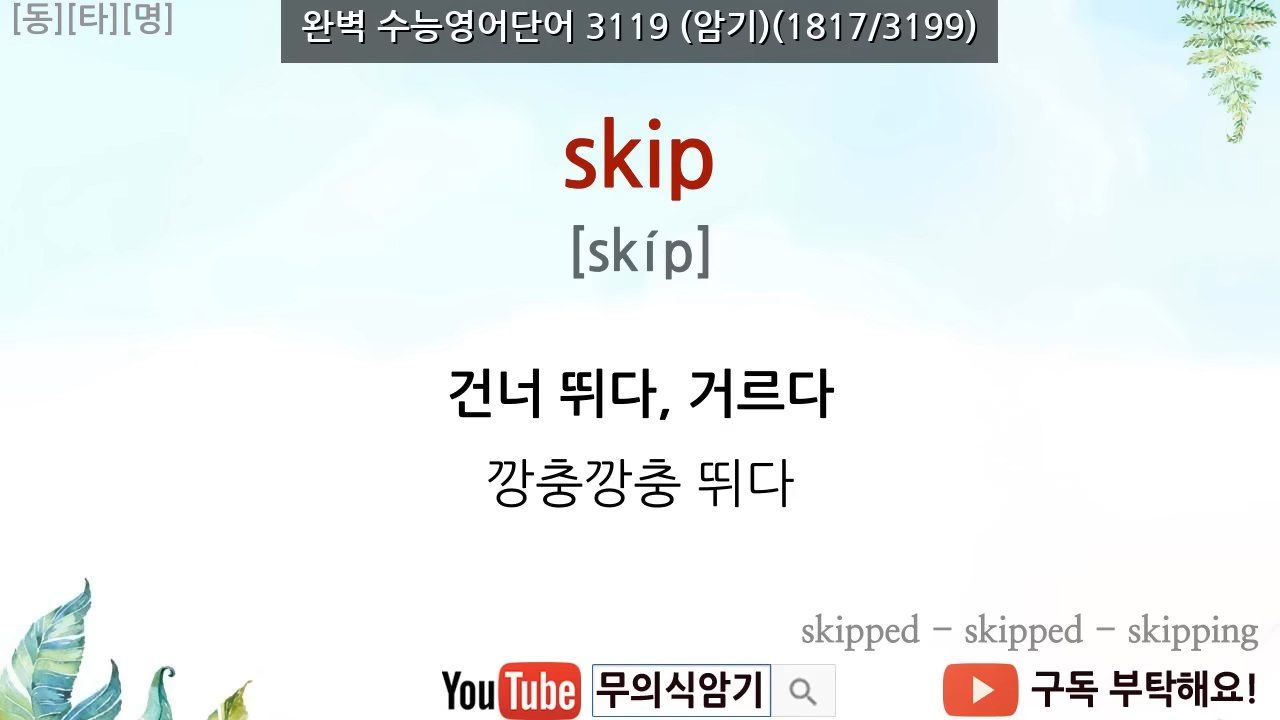 [동][타][명]
완벽 수능영어단어 3119 (암기)(1817/3199)
skip
[skíp]
건너 뛰다, 거르다
깡충깡충 뛰다
skipped - skipped - skipping
YouTube 무의식암기
구독 부탁해요!